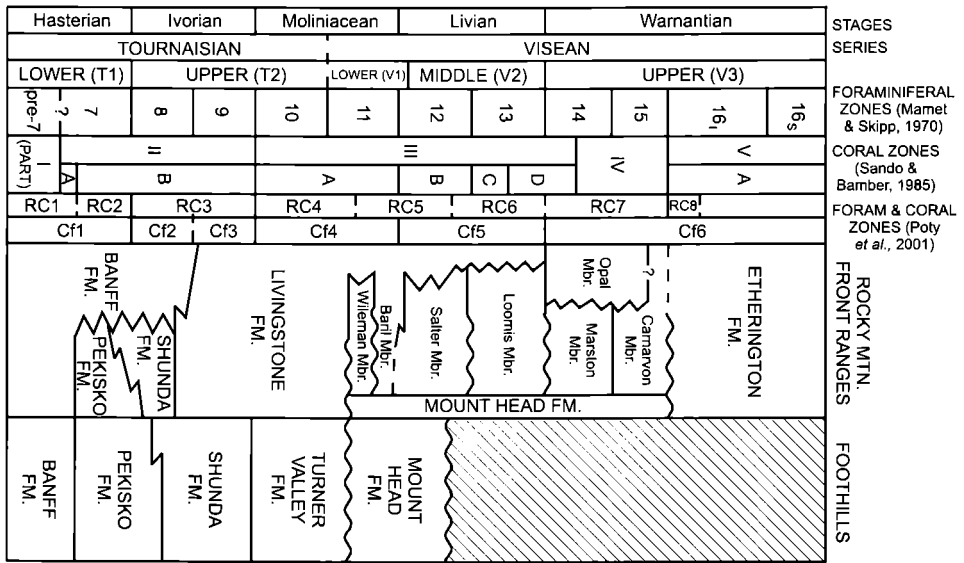 Hasterian Ivorian Moliniacean Livian Warnantian STAGES
TOURNAISIAN VISEAN SERIES
LOWER (T1) UPPER (T2) LOWER (V1) MIDDLE (V2) UPPER (V3)
pre-7 ? 7 8 9 10 11 12 13 14 15 16I 16S
FORAMINIFERAL
ZONES (Mamet
& Skipp, 1970)
I
(PART)
II III IV V
A B A B C D A
CORAL ZONES
(Sando &
Bamber, 1985)
RC1 RC2 RC3 RC4 RC5 RC6 RC7 RC8
Cf1 Cf2 Cf3 Cf4 Cf5 Cf6
FORAM & CORAL
ZONES (Poty
et al., 2001)
BANFF
FM.
PEKISKO
FM.
SHUNDA
FM.
LIVINGSTONE
FM.
Wileman Mbr.
Baril Mbr.
Salter Mbr.
Loomis Mbr.
Opal
Mbr.
?
Marston
Mbr.
Carnarvon
Mbr.
MOUNT HEAD FM.
ETHERINGTON
FM.
ROCKY MTN.
FRONT RANGES
BANFF
FM.
PEKISKO
FM.
SHUNDA
FM.
TURNER
VALLEY
FM.
MOUNT
HEAD
FM.
FOOTHILLS